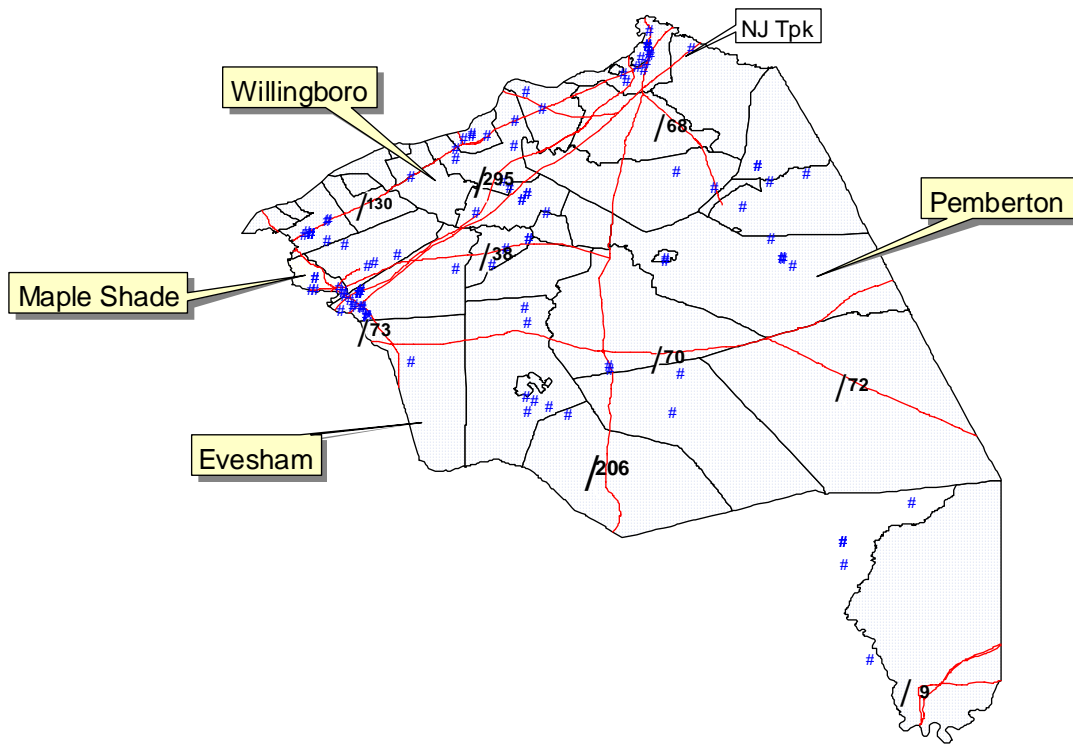 NJ Tpk
Willingboro
/ 68
/ 295
/ 130
Pemberton
/ 38
Maple Shade
/ 73
/ 70
/ 72
Evesham
/ 206
/ 9